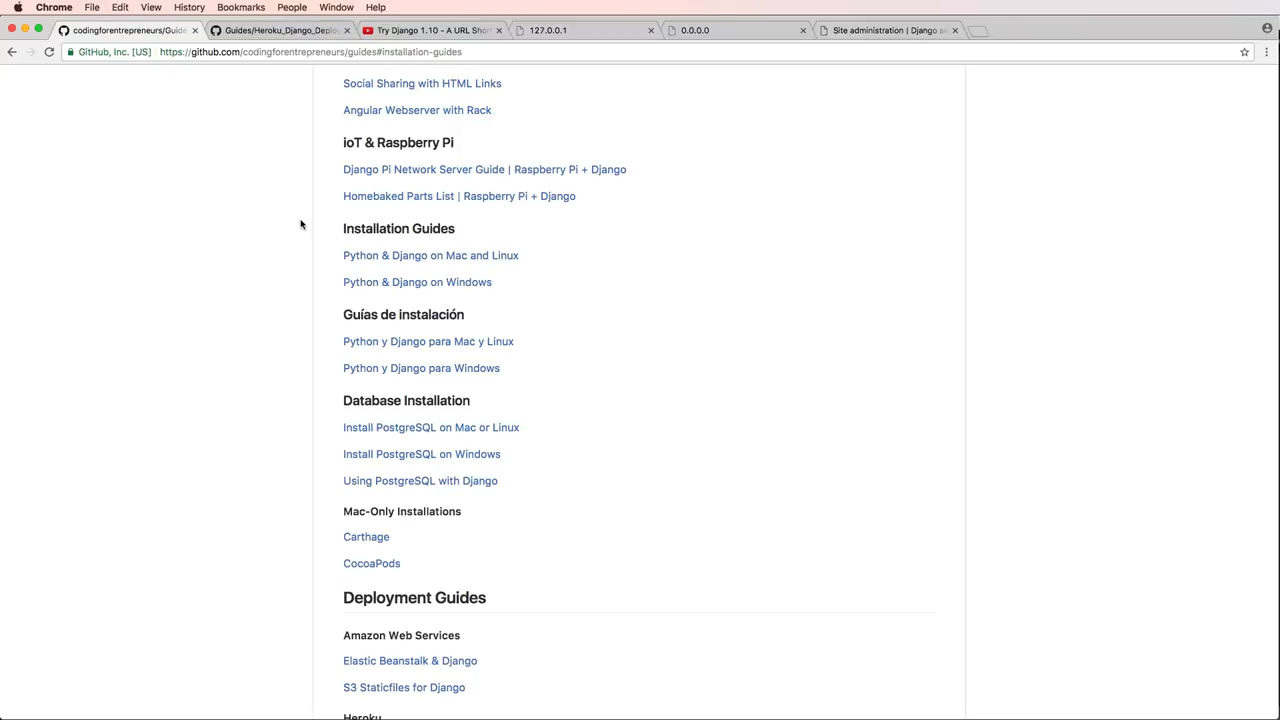 Chrome File Edit View History Bookmarks People Window Help
codingforentrepreneurs/Guide Guides/Heroku_Django_Deplo Try Django 1.10 - A URL Shor 127.0.0.1 0.0.0.0 Site administration | Django si
GitHub, Inc. [US] https://github.com/codingforentrepreneurs/guides#installation-guides
Social Sharing with HTML Links
Angular Webserver with Rack
ioT & Raspberry Pi
Django Pi Network Server Guide | Raspberry Pi + Django
Homebaked Parts List | Raspberry Pi + Django
Installation Guides
Python & Django on Mac and Linux
Python & Django on Windows
Guías de instalación
Python y Django para Mac y Linux
Python y Django para Windows
Database Installation
Install PostgreSQL on Mac or Linux
Install PostgreSQL on Windows
Using PostgreSQL with Django
Mac-Only Installations
Carthage
CocoaPods
Deployment Guides
Amazon Web Services
Elastic Beanstalk & Django
S3 Staticfiles for Django
Heroku